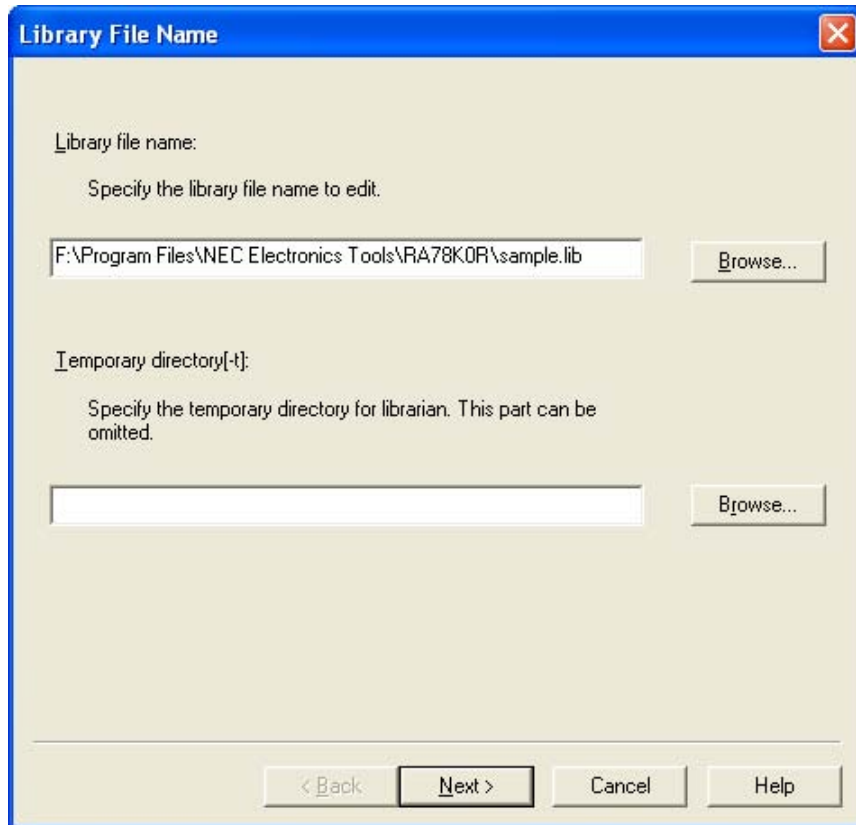 Library File Name
Library file name:
Specify the library file name to edit.
F:\Program Files\NEC Electronics Tools\RA78K0R\sample.lib
Browse...
Temporary directory[-t]:
Specify the temporary directory for librarian. This part can be
omitted.
Browse...
< Back
Next >
Cancel
Help